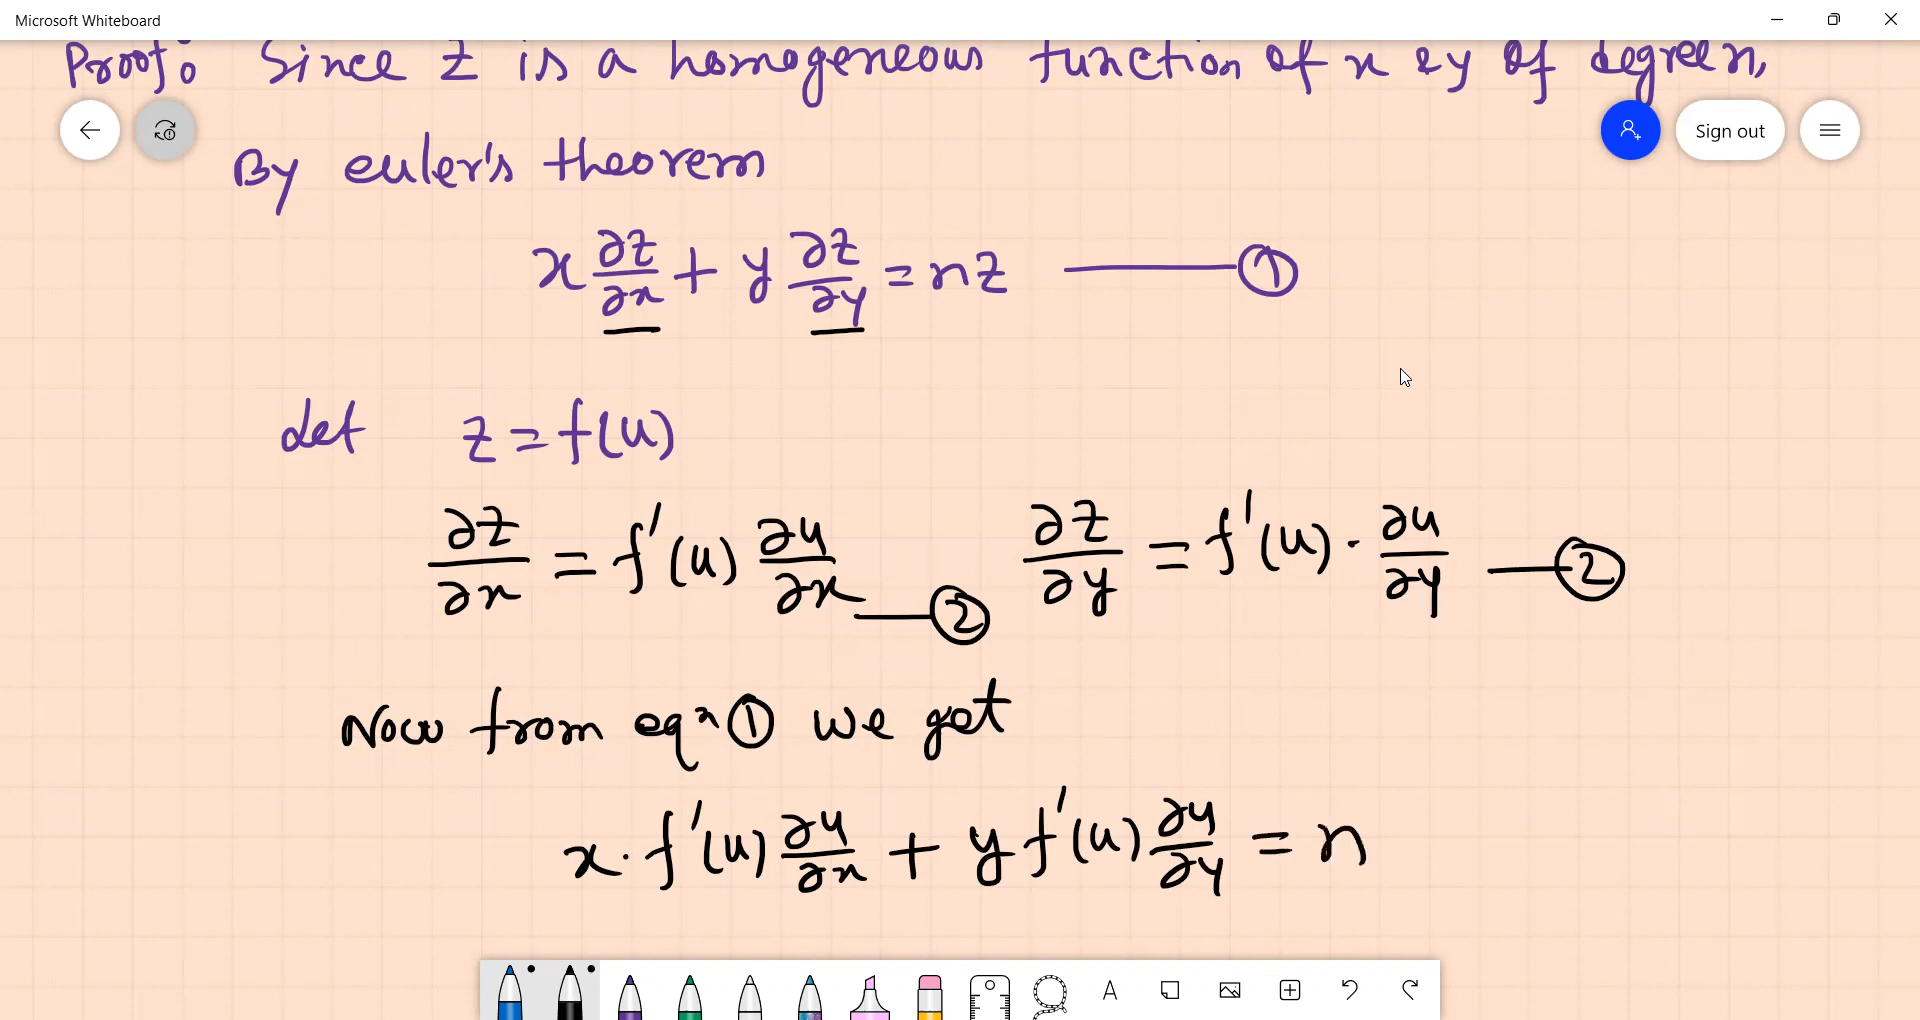 Microsoft Whiteboard
Proof: Since z is a homogeneous function of x & y of degree n,
Sign out
By euler's theorem
x ∂z/∂x + y ∂z/∂y = nz —— ①
Let z = f(u)
∂z/∂x = f'(u) ∂u/∂x —— ② ∂z/∂y = f'(u) · ∂u/∂y —— ②
Now from eqn ① we get
x · f'(u) ∂u/∂x + y f'(u) ∂u/∂y = n
A